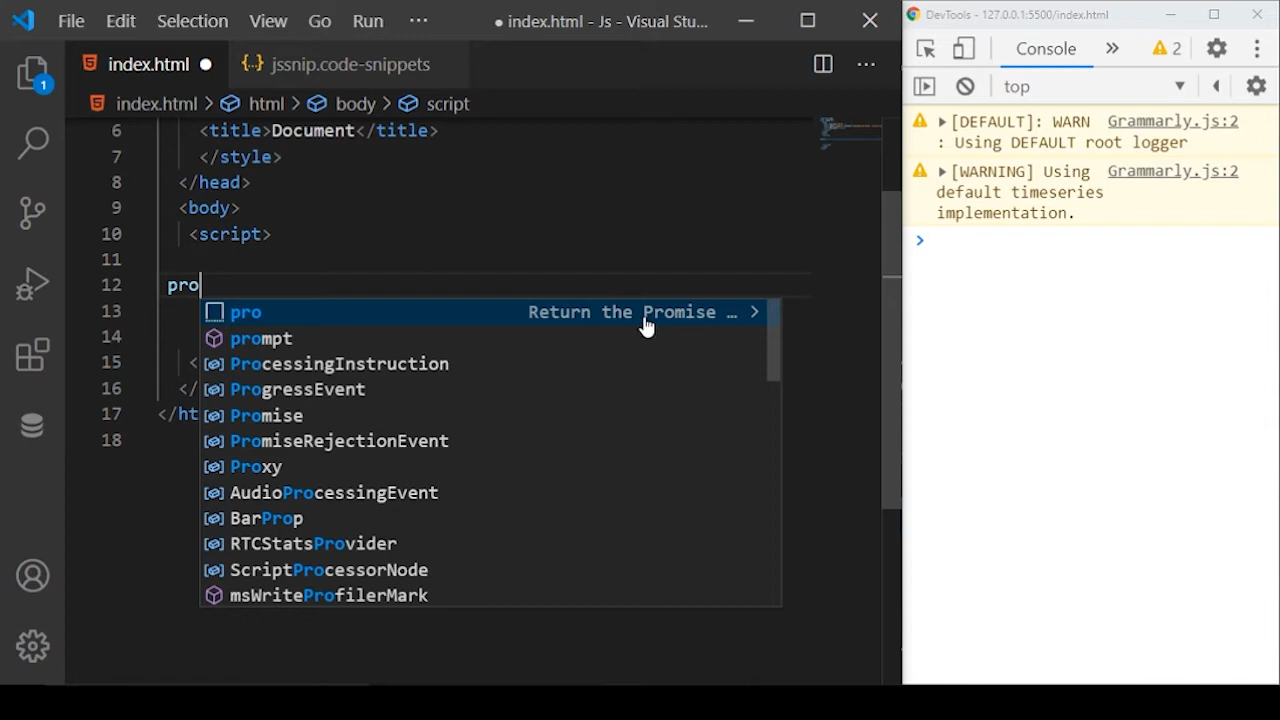 File Edit Selection View Go Run ··· ● index.html - Js - Visual Stu...
index.html ● {} jssnip.code-snippets
index.html > html > body > script
6 <title>Document</title>
7 </style>
8 </head>
9 <body>
10 <script>
11
12 pro
13
14
15 <
16 </
17 </ht
18
pro Return the Promise … >
prompt
ProcessingInstruction
ProgressEvent
Promise
PromiseRejectionEvent
Proxy
AudioProcessingEvent
BarProp
RTCStatsProvider
ScriptProcessorNode
msWriteProfilerMark
1
DevTools - 127.0.0.1:5500/index.html
Console » 2
top
[DEFAULT]: WARN Grammarly.js:2
: Using DEFAULT root logger
[WARNING] Using Grammarly.js:2
default timeseries
implementation.
>